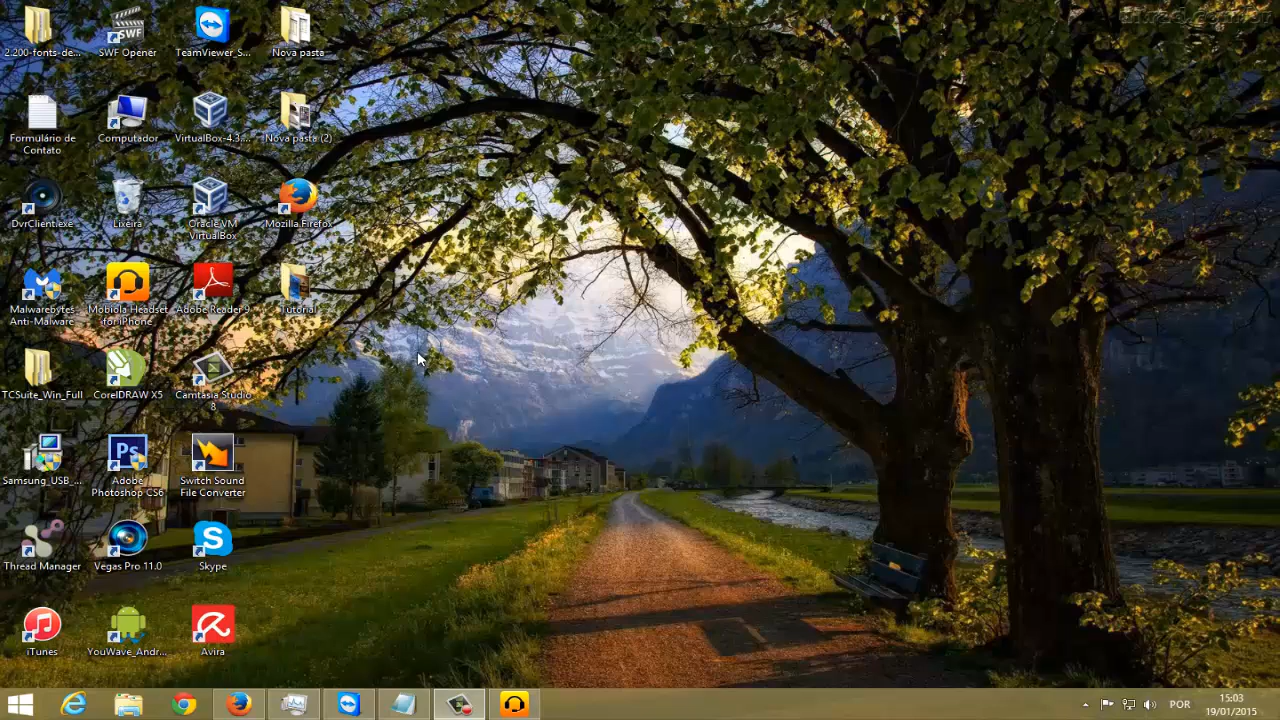 2.200-fonts-de...
SWF Opener
TeamViewer_S...
Nova pasta
SWF
Formulário de
Contato
Computador
VirtualBox-4.3....
Nova pasta (2)
DvrClient.exe
Lixeira
Oracle VM
VirtualBox
Mozilla Firefox
Malwarebytes
Anti-Malware
Mobiola Headset
for iPhone
Adobe Reader 9
Tutorial
TCSuite_Win_Full
CorelDRAW X5
Camtasia Studio
8
Ps
Samsung_USB_...
Adobe
Photoshop CS6
Switch Sound
File Converter
Thread Manager
Vegas Pro 11.0
Skype
iTunes
YouWave_Andr...
Avira
POR
15:03
19/01/2015